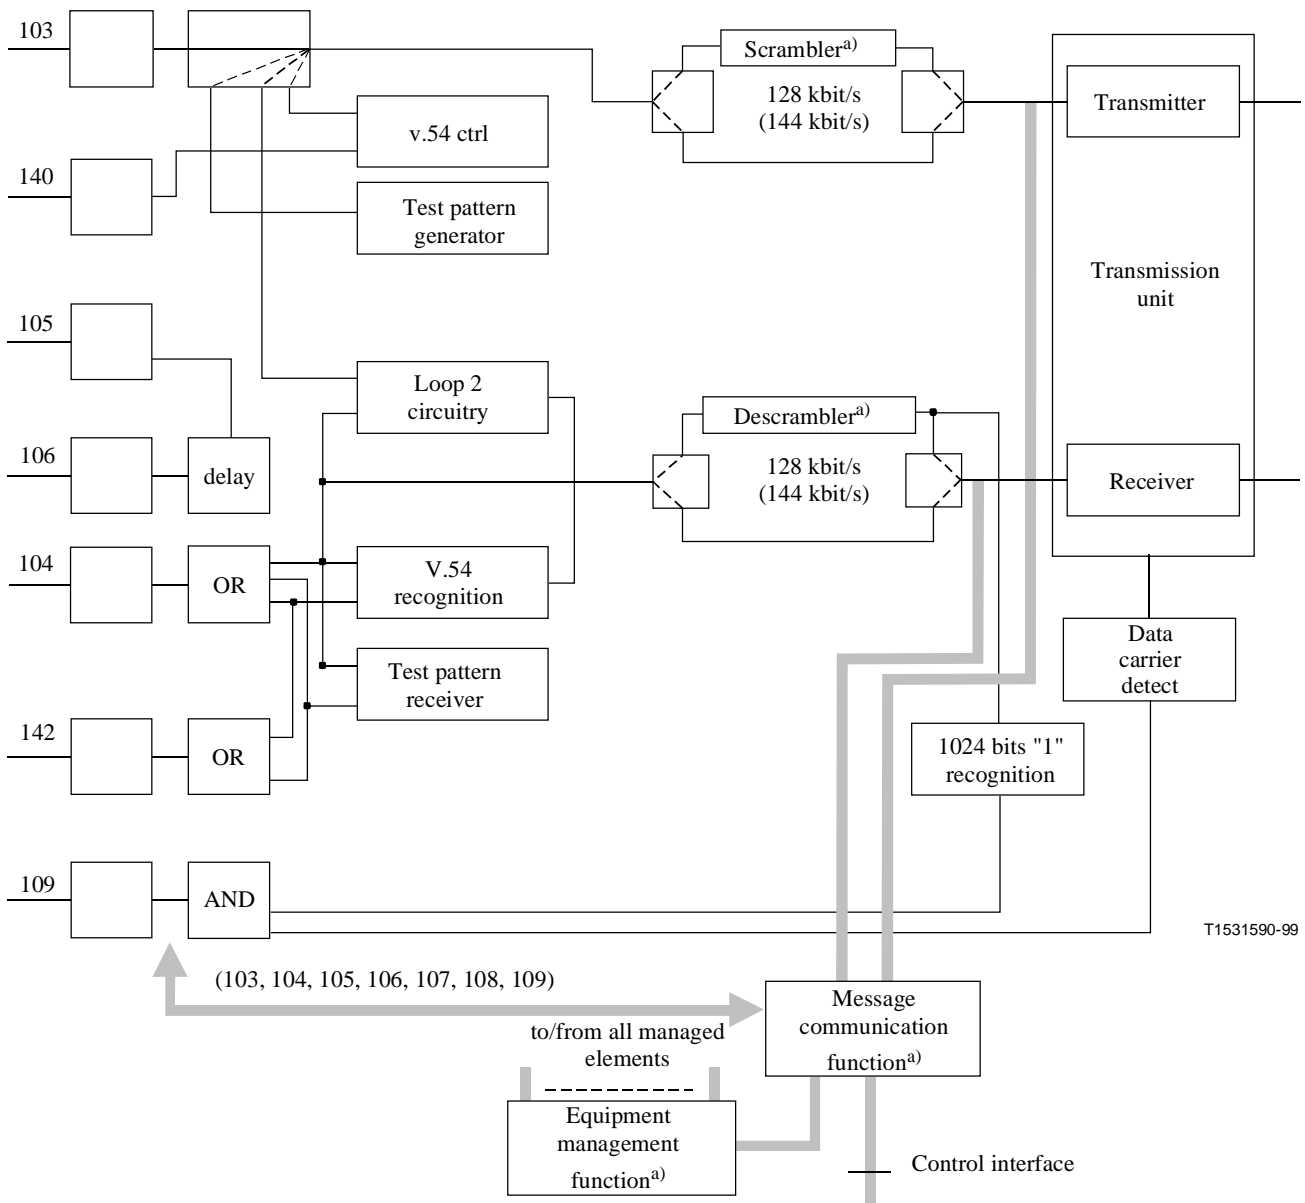 103
Scrambler a)
128 kbit/s
(144 kbit/s)
Transmitter
v.54 ctrl
140
Test pattern
generator
Transmission
unit
105
Loop 2
circuitry
Descrambler a)
106
delay
128 kbit/s
(144 kbit/s)
Receiver
104
OR
V.54
recognition
Data
carrier
detect
Test pattern
receiver
142
OR
1024 bits "1"
recognition
109
AND
T1531590-99
(103, 104, 105, 106, 107, 108, 109)
Message
communication
function a)
to/from all managed
elements
Equipment
management
function a)
Control interface